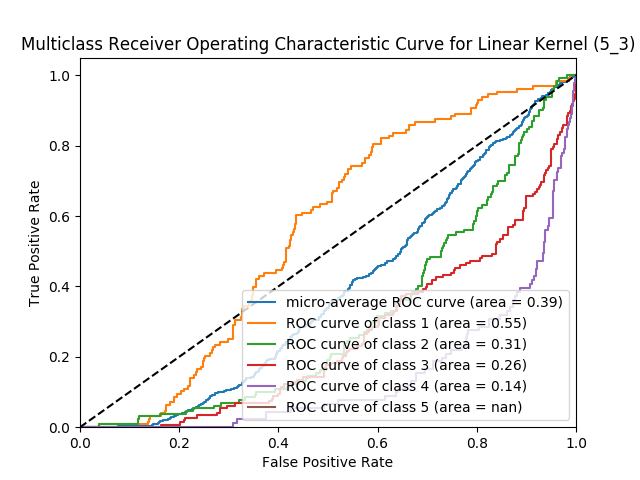 Multiclass Receiver Operating Characteristic Curve for Linear Kernel (5_3)
1.0
0.8
0.6
0.4
0.2
0.0
True Positive Rate
micro-average ROC curve (area = 0.39)
ROC curve of class 1 (area = 0.55)
ROC curve of class 2 (area = 0.31)
ROC curve of class 3 (area = 0.26)
ROC curve of class 4 (area = 0.14)
ROC curve of class 5 (area = nan)
0.0 0.2 0.4 0.6 0.8 1.0
False Positive Rate